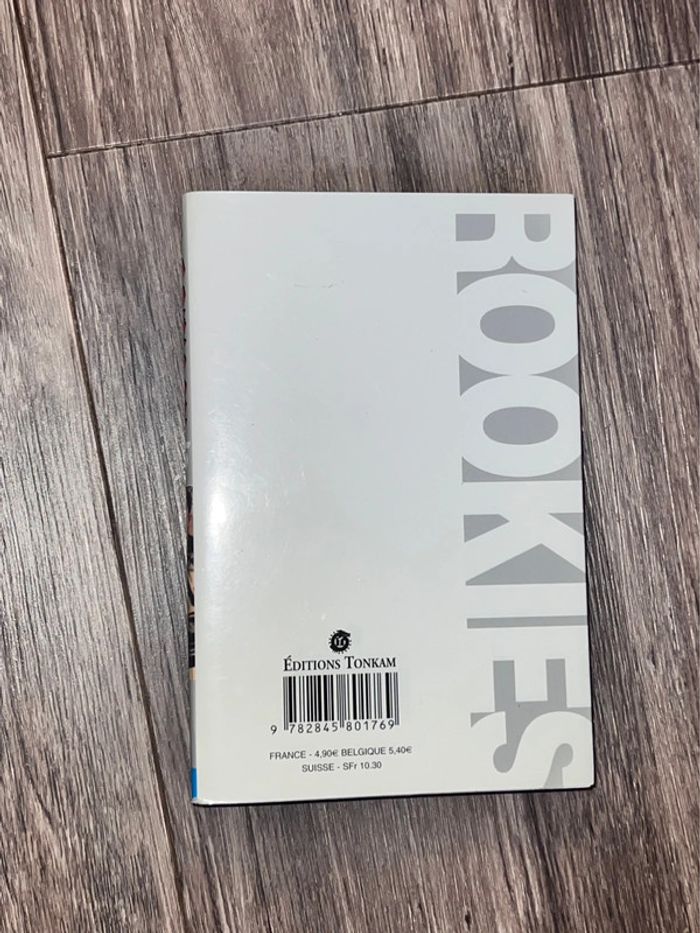 ROOKIES
ÉDITIONS TONKAM
9 782845 801769
FRANCE - 4,90€ BELGIQUE 5,40€
SUISSE - SFr 10.30